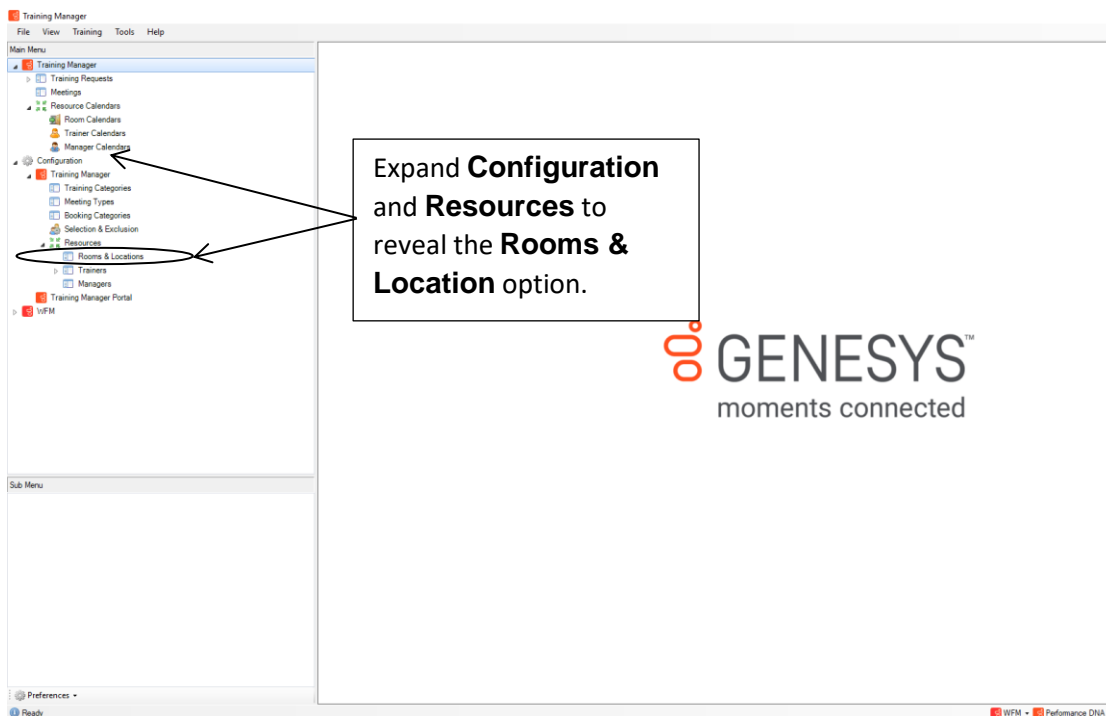 Training Manager
File View Training Tools Help
Main Menu
Training Manager
Training Requests
Meetings
Resource Calendars
Room Calendars
Trainer Calendars
Manager Calendars
Configuration
Training Manager
Training Categories
Meeting Types
Booking Categories
Selection & Exclusion
Resources
Rooms & Locations
Trainers
Managers
Training Manager Portal
WFM
Expand Configuration
and Resources to
reveal the Rooms &
Location option.
GENESYS™
moments connected
Sub Menu
Preferences
Ready
WFM
Perfomance DNA